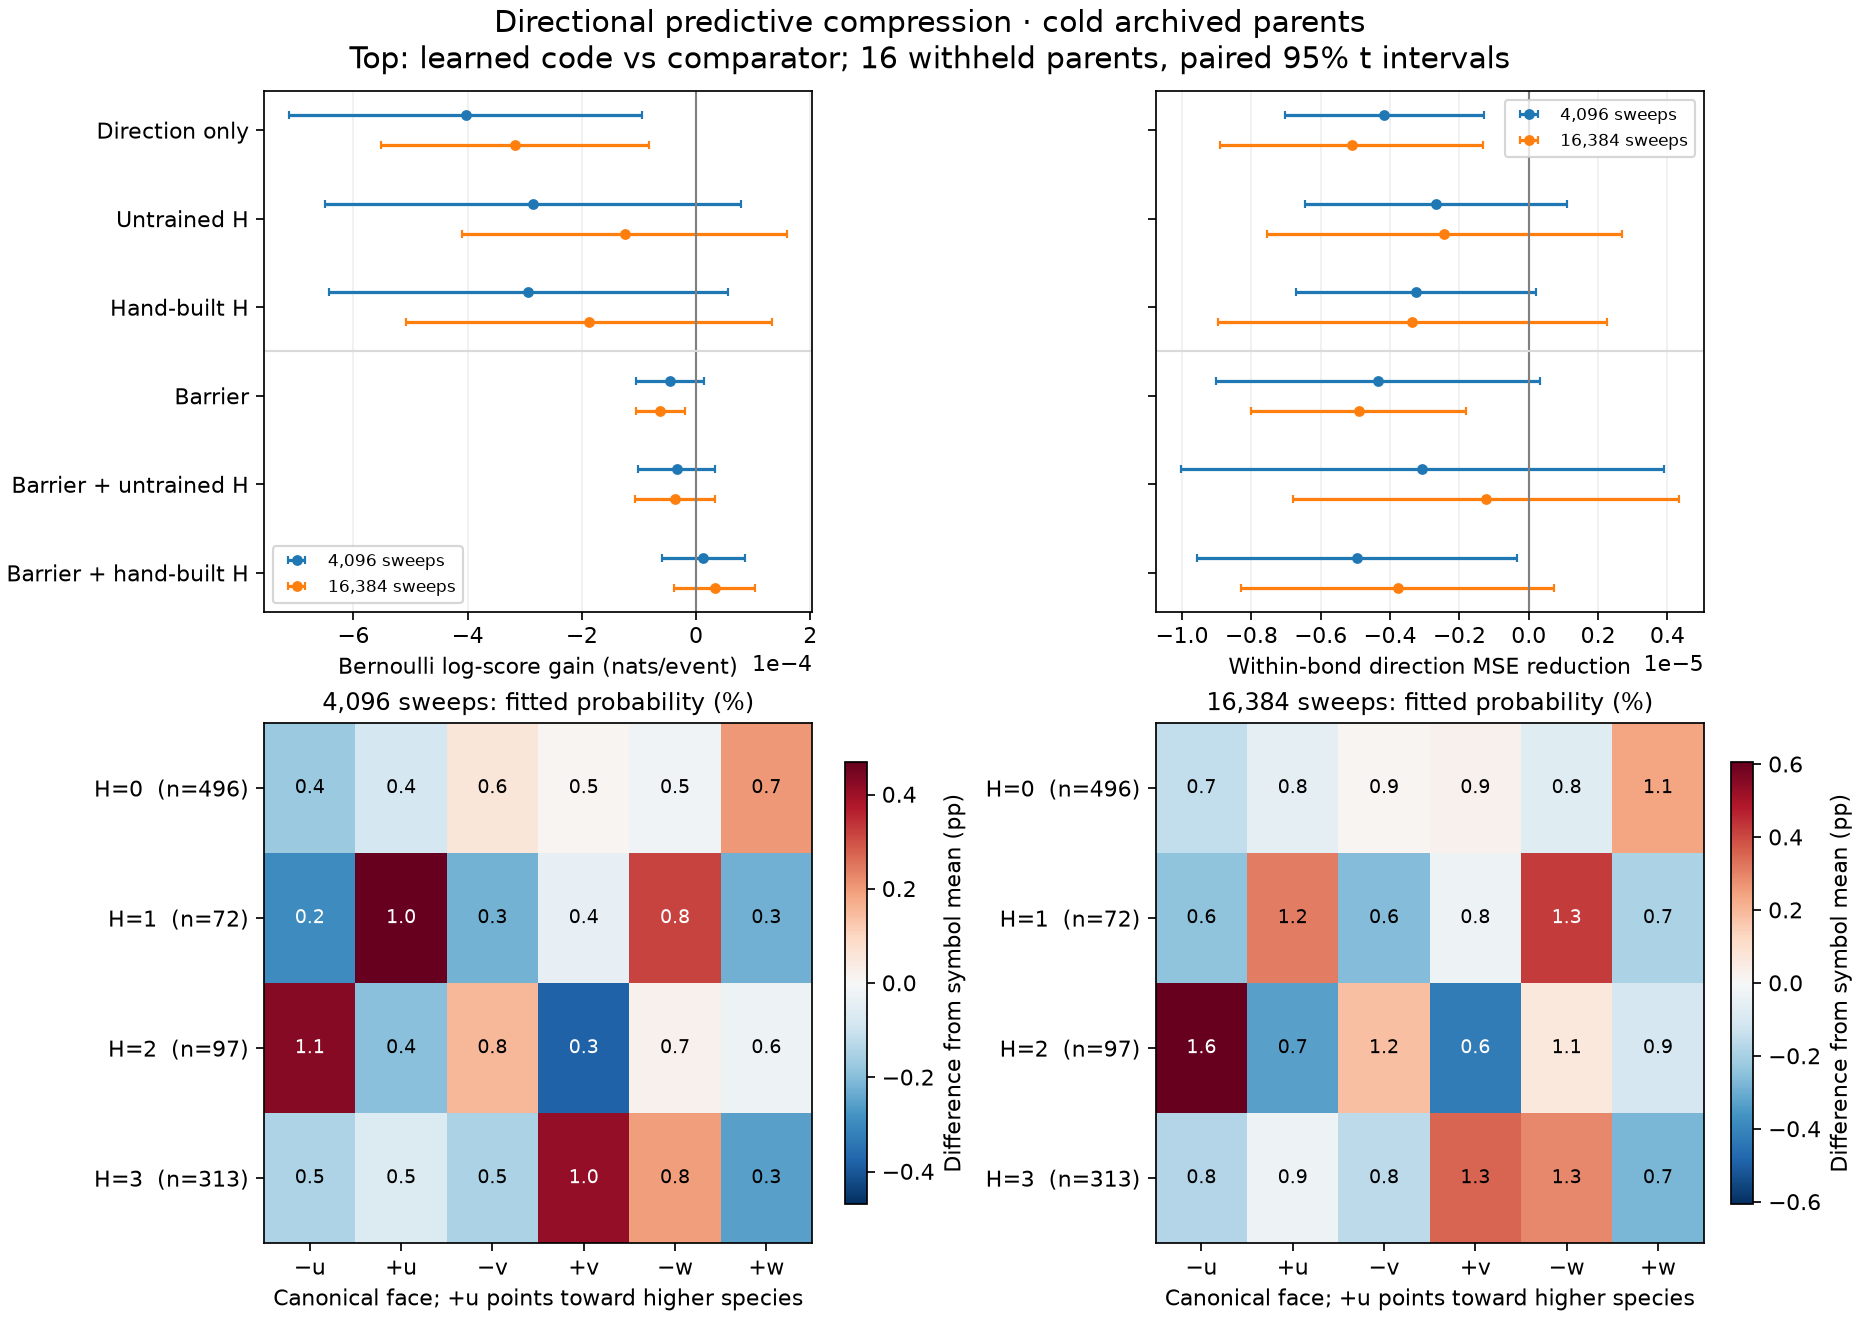 Directional predictive compression · cold archived parents
Top: learned code vs comparator; 16 withheld parents, paired 95% t intervals
Direction only
Untrained H
Hand-built H
Barrier
Barrier + untrained H
Barrier + hand-built H
4,096 sweeps
16,384 sweeps
−6 −4 −2 0 2
Bernoulli log-score gain (nats/event) 1e−4
4,096 sweeps
16,384 sweeps
−1.0 −0.8 −0.6 −0.4 −0.2 0.0 0.2 0.4
Within-bond direction MSE reduction 1e−5
4,096 sweeps: fitted probability (%)
H=0 (n=496) 0.4 0.4 0.6 0.5 0.5 0.7
H=1 (n=72) 0.2 1.0 0.3 0.4 0.8 0.3
H=2 (n=97) 1.1 0.4 0.8 0.3 0.7 0.6
H=3 (n=313) 0.5 0.5 0.5 1.0 0.8 0.3
−u +u −v +v −w +w
Canonical face; +u points toward higher species
0.4
0.2
0.0
−0.2
−0.4
Difference from symbol mean (pp)
16,384 sweeps: fitted probability (%)
H=0 (n=496) 0.7 0.8 0.9 0.9 0.8 1.1
H=1 (n=72) 0.6 1.2 0.6 0.8 1.3 0.7
H=2 (n=97) 1.6 0.7 1.2 0.6 1.1 0.9
H=3 (n=313) 0.8 0.9 0.8 1.3 1.3 0.7
−u +u −v +v −w +w
Canonical face; +u points toward higher species
0.6
0.4
0.2
0.0
−0.2
−0.4
−0.6
Difference from symbol mean (pp)